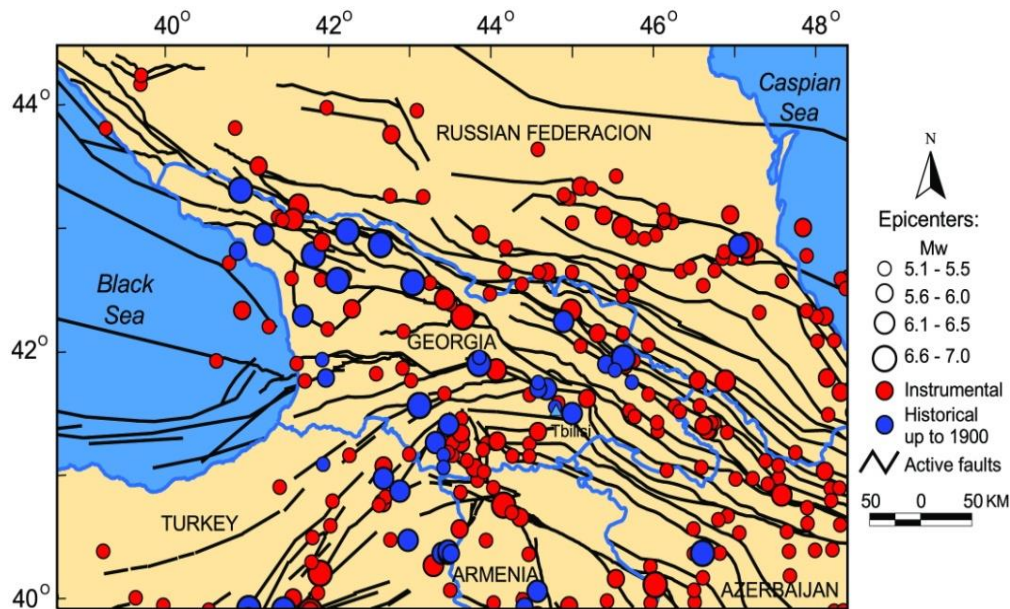 40° 42° 44° 46° 48°
44°
42°
40°
Caspian
Sea
RUSSIAN FEDERACION
Black
Sea
GEORGIA
Tbilisi
TURKEY
ARMENIA
AZERBAIJAN
N
Epicenters:
Mw
5.1 - 5.5
5.6 - 6.0
6.1 - 6.5
6.6 - 7.0
Instrumental
Historical
up to 1900
Active faults
50 0 50 KM